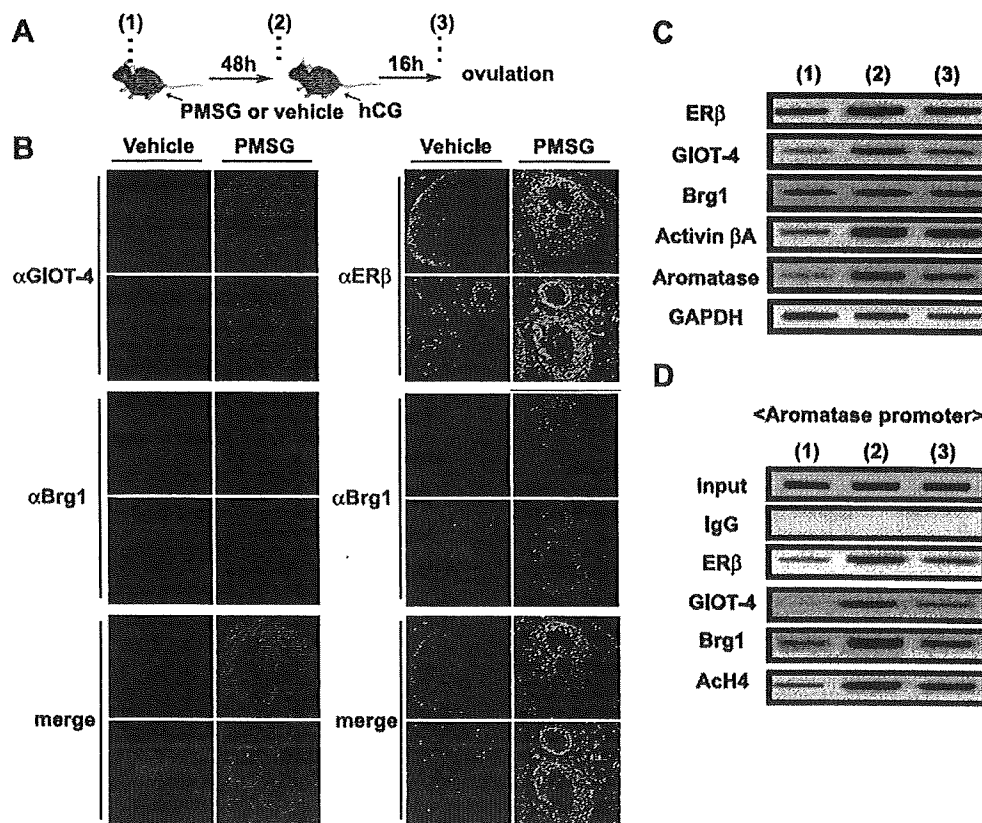 A
(1)
(2)
(3)
48h
16h
ovulation
PMSG or vehicle
hCG
B
Vehicle PMSG
Vehicle PMSG
αGIOT-4
αERβ
αBrg1
αBrg1
merge
merge
C
(1) (2) (3)
ERβ
GIOT-4
Brg1
Activin βA
Aromatase
GAPDH
D
<Aromatase promoter>
(1) (2) (3)
Input
IgG
ERβ
GIOT-4
Brg1
AcH4